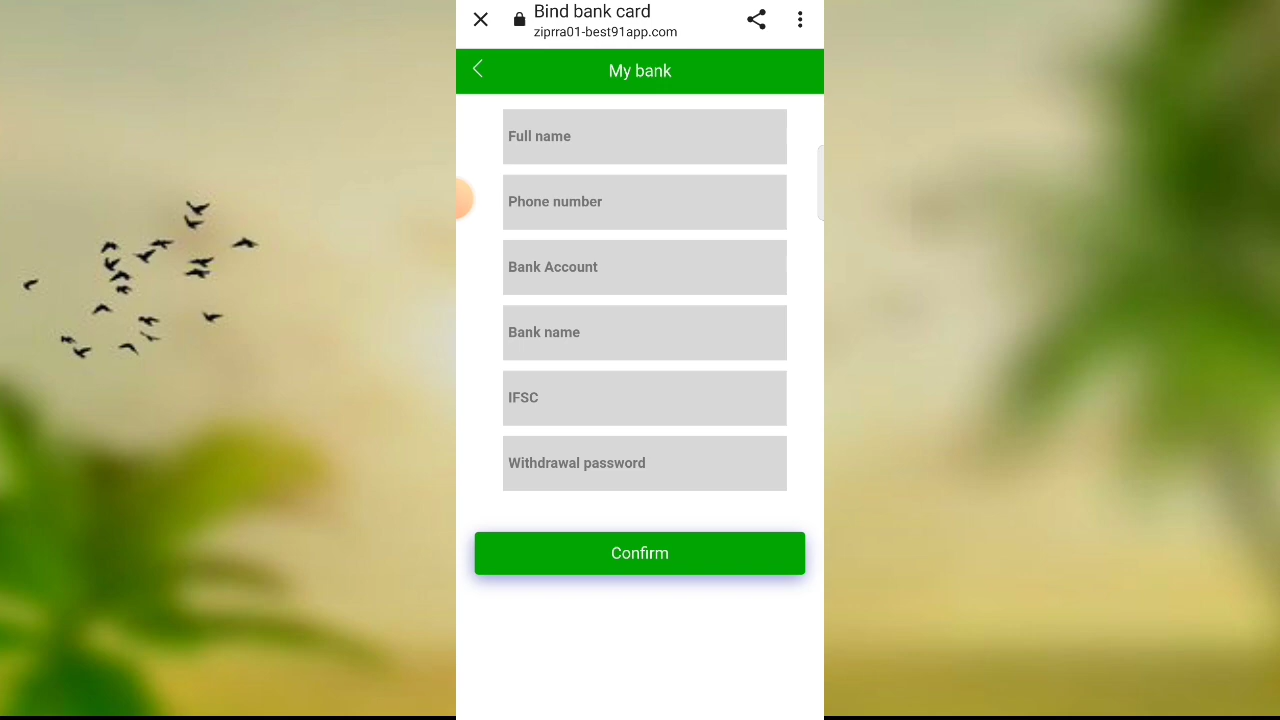 Bind bank card
ziprra01-best91app.com
My bank
Full name
Phone number
Bank Account
Bank name
IFSC
Withdrawal password
Confirm